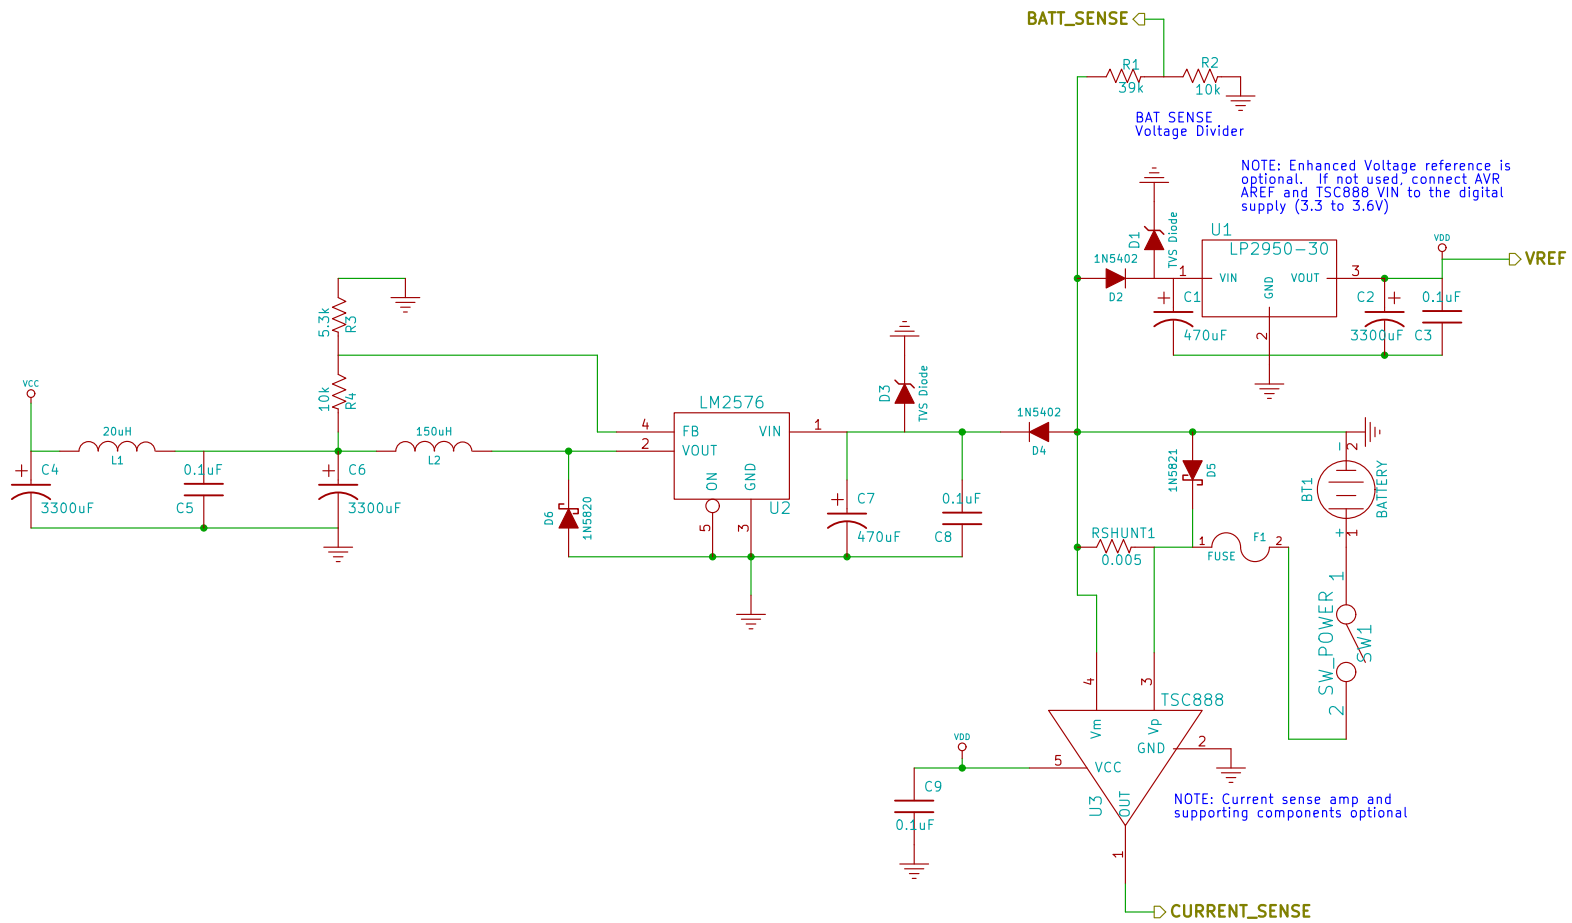 BATT_SENSE
R1
39k
R2
10k
BAT SENSE
Voltage Divider
NOTE: Enhanced Voltage reference is
optional. If not used, connect AVR
AREF and TSC888 VIN to the digital
supply (3.3 to 3.6V)
D1
TVS Diode
U1
LP2950-30
VDD
VREF
1N5402
D2
1
VIN
VOUT
GND
3
2
C1
470uF
C2
3300uF
0.1uF
C3
5.3k
R3
10k
R4
VCC
20uH
L1
150uH
L2
C4
3300uF
0.1uF
C5
C6
3300uF
D6
1N5820
LM2576
4
FB
2
VOUT
VIN
1
ON
GND
U2
5
3
D3
TVS Diode
C7
470uF
0.1uF
C8
1N5402
D4
1N5821
D5
BT1
BATTERY
-
2
+
1
RSHUNT1
0.005
1
F1
2
FUSE
SW_POWER
SW1
1
2
4
3
TSC888
Vm
Vp
GND
2
VDD
5
VCC
U3
OUT
1
C9
0.1uF
NOTE: Current sense amp and
supporting components optional
CURRENT_SENSE